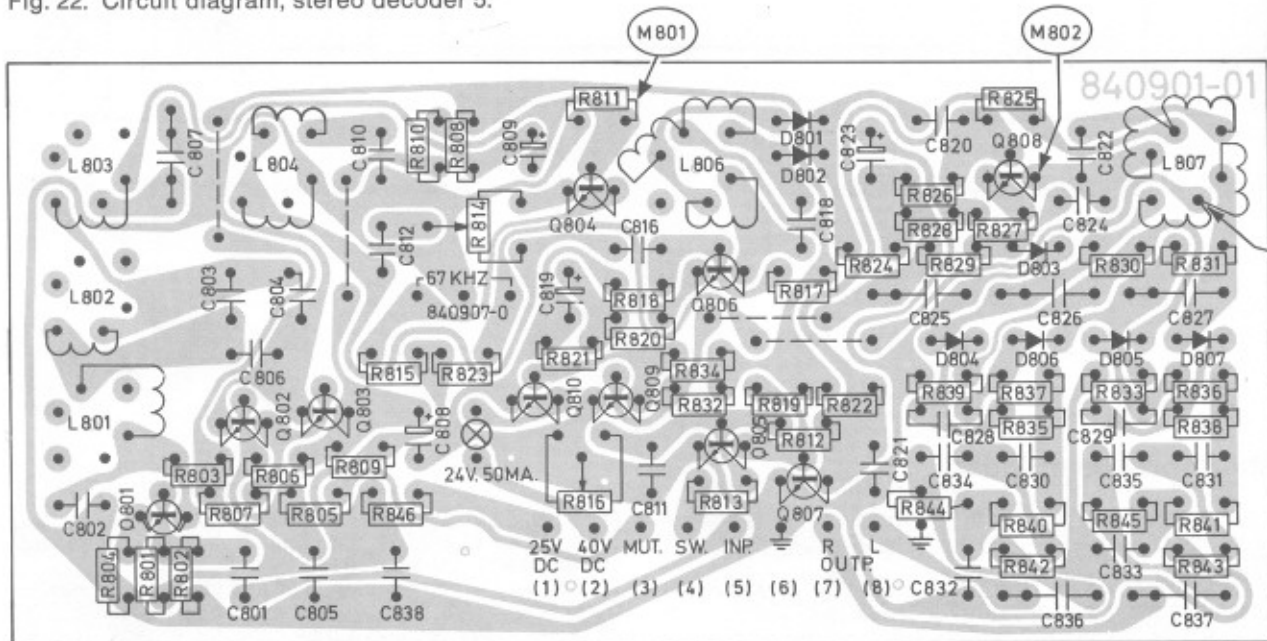 Fig. 22. Circuit diagram, stereo decoder 5.
M801 M802
840901-01
R811 R825
L803 C807 L804 C810 R810 R808 C809 + L806 D801 D802 C823 + C820 Q808 C822 L807
R814 Q804 C816 C818 R826 R828 R827 C824
C812 R824 R829 D803 R830 R831
L802 C803 C804 67 KHZ C819 + R818 Q806 R817
840907-0 R820 C825 C826 C827
C806 R815 R823 R821 R834 D804 D806 D805 D807
L801 Q802 Q803 C808 + Q810 Q809 R832 R819 R822 R839 R837 R833 R836
R803 R806 R809 24V, 50MA. Q805 R812 C821 C828 R835 C829 R838
C802 Q801 R807 R805 R846 R816 C811 R813 Q807 R844 C834 C830 C835 C831
25V DC 40V DC MUT. SW. INP. R L OUTP. R840 R845 R841
R804 R801 R802 R842 C833 R843
(1) (2) (3) (4) (5) (6) (7) (8) C832
C801 C805 C838 C836 C837